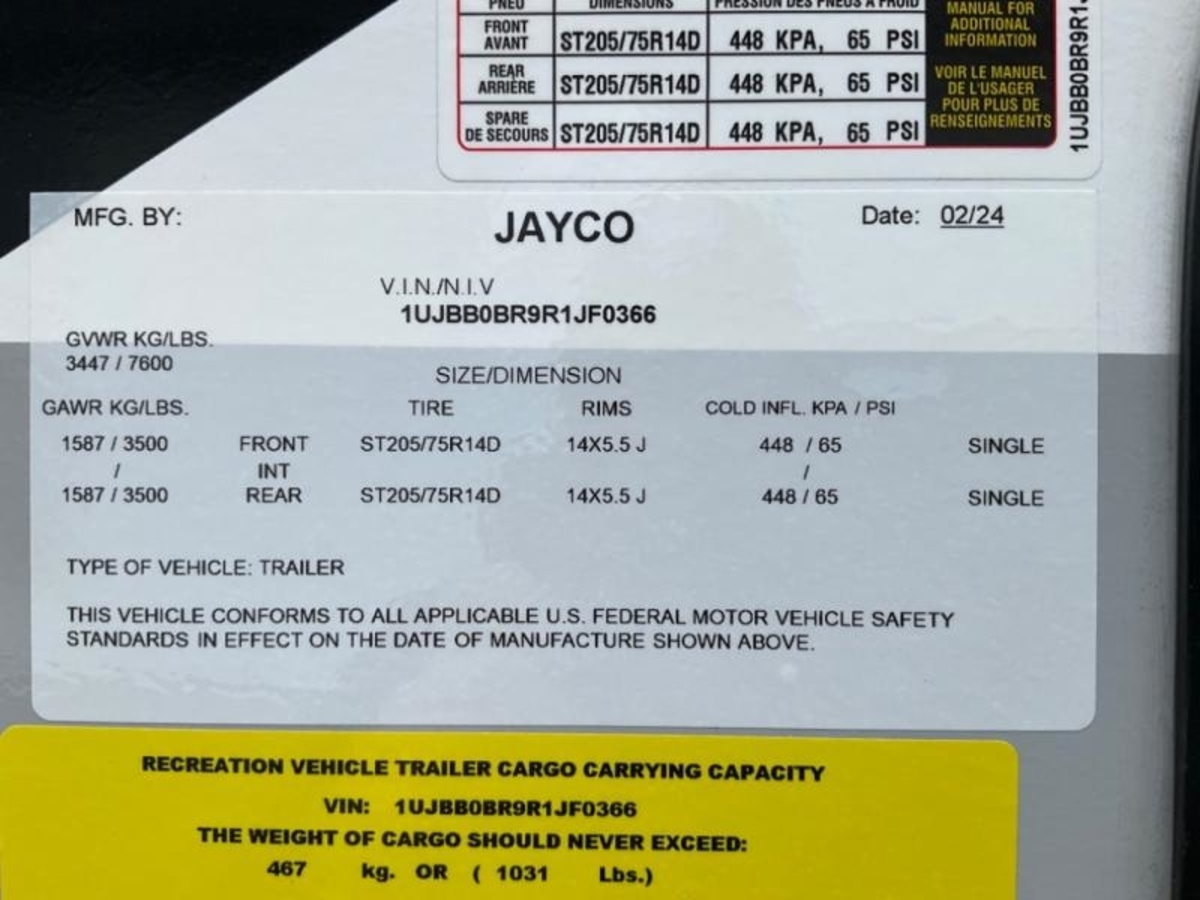 PNEU DIMENSIONS PRESSION DES PNEUS A FROID
MANUAL FOR
ADDITIONAL
INFORMATION
VOIR LE MANUEL
DE L'USAGER
POUR PLUS DE
RENSEIGNEMENTS
FRONT
AVANT ST205/75R14D 448 KPA, 65 PSI
REAR
ARRIÈRE ST205/75R14D 448 KPA, 65 PSI
SPARE
DE SECOURS ST205/75R14D 448 KPA, 65 PSI
1UJBB0BR9R1J
MFG. BY: JAYCO Date: 02/24
V.I.N./N.I.V
1UJBB0BR9R1JF0366
GVWR KG/LBS.
3447 / 7600
SIZE/DIMENSION
GAWR KG/LBS. TIRE RIMS COLD INFL. KPA / PSI
1587 / 3500 FRONT ST205/75R14D 14X5.5 J 448 / 65 SINGLE
/ INT /
1587 / 3500 REAR ST205/75R14D 14X5.5 J 448 / 65 SINGLE
TYPE OF VEHICLE: TRAILER
THIS VEHICLE CONFORMS TO ALL APPLICABLE U.S. FEDERAL MOTOR VEHICLE SAFETY
STANDARDS IN EFFECT ON THE DATE OF MANUFACTURE SHOWN ABOVE.
RECREATION VEHICLE TRAILER CARGO CARRYING CAPACITY
VIN: 1UJBB0BR9R1JF0366
THE WEIGHT OF CARGO SHOULD NEVER EXCEED:
467 kg. OR ( 1031 Lbs.)